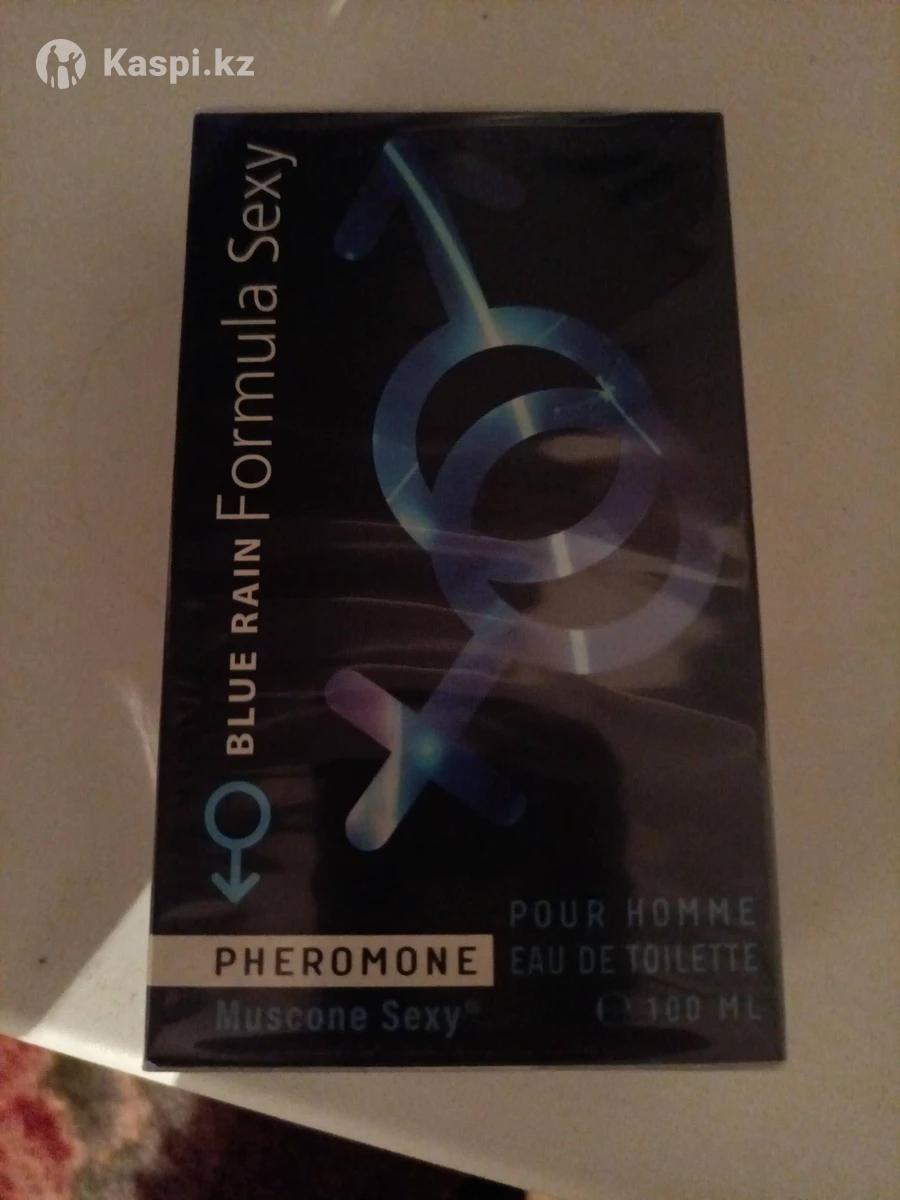 Kaspi.kz
BLUE RAIN Formula Sexy
PHEROMONE
Muscone Sexy
POUR HOMME
EAU DE TOILETTE
℮ 100 ML